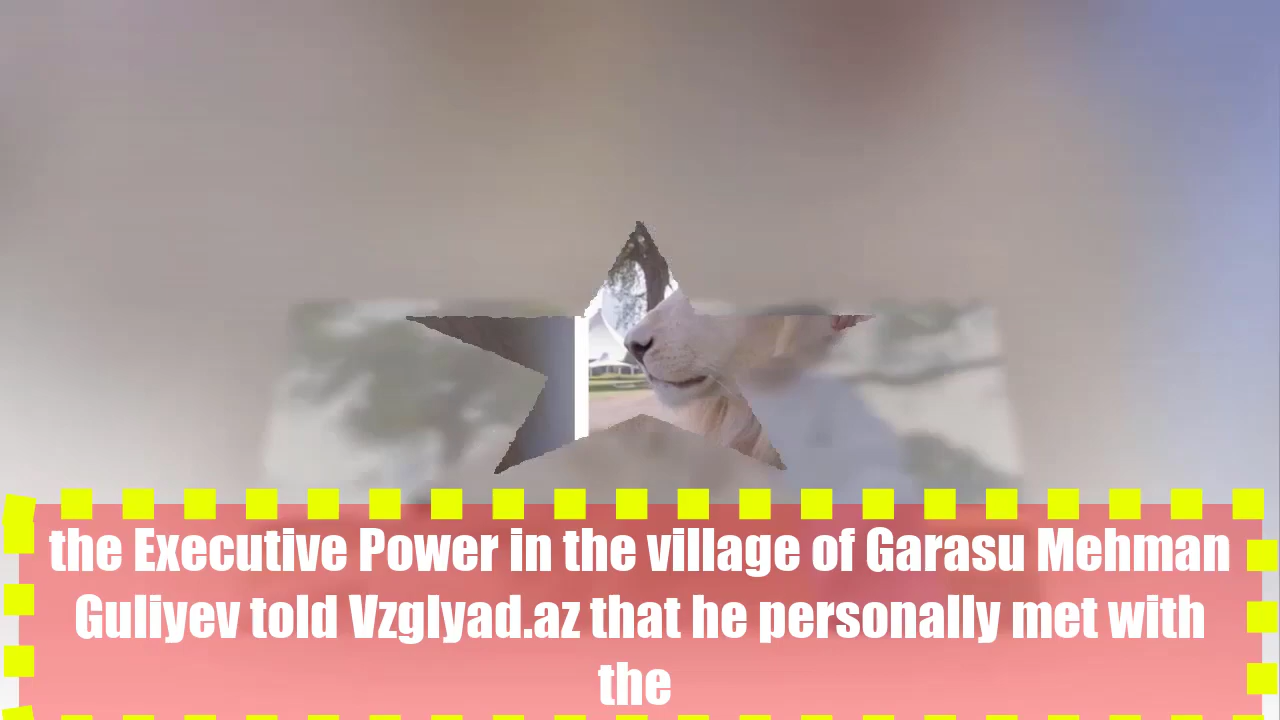 the Executive Power in the village of Garasu Mehman
Guliyev told Vzglyad.az that he personally met with
the